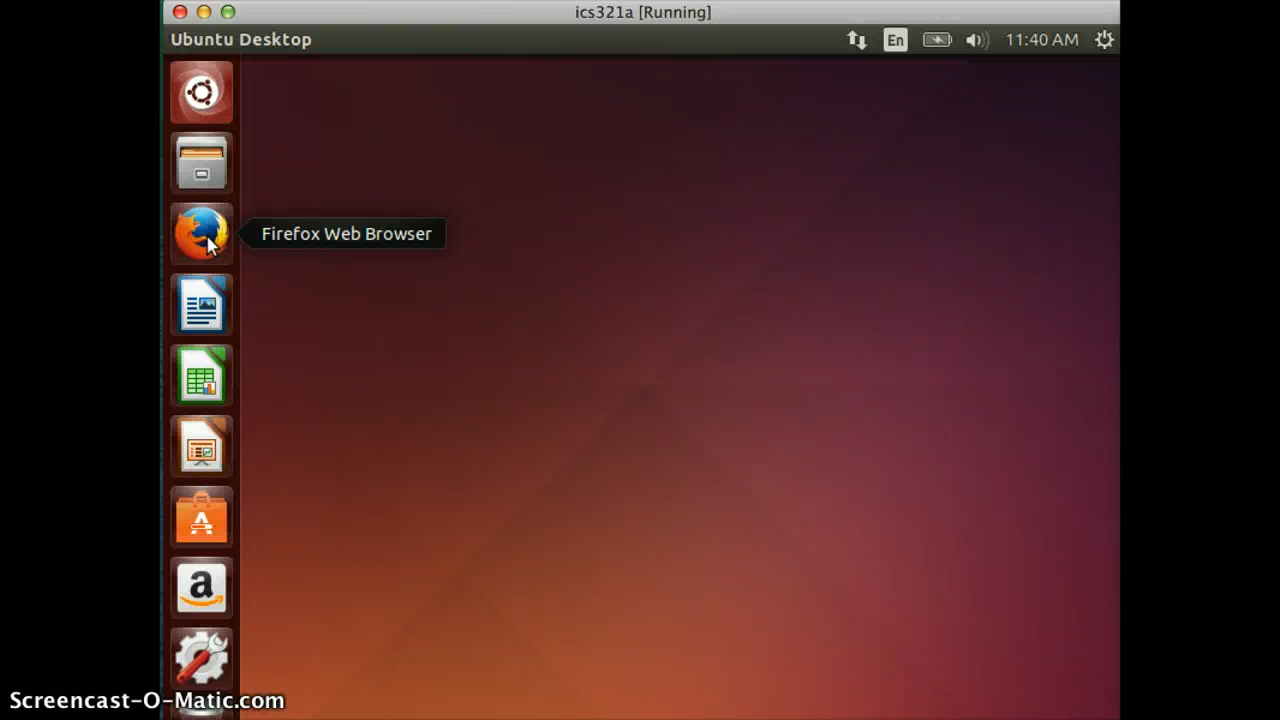 ics321a [Running]
Ubuntu Desktop
En
11:40 AM
Firefox Web Browser
A
a
Screencast-O-Matic.com